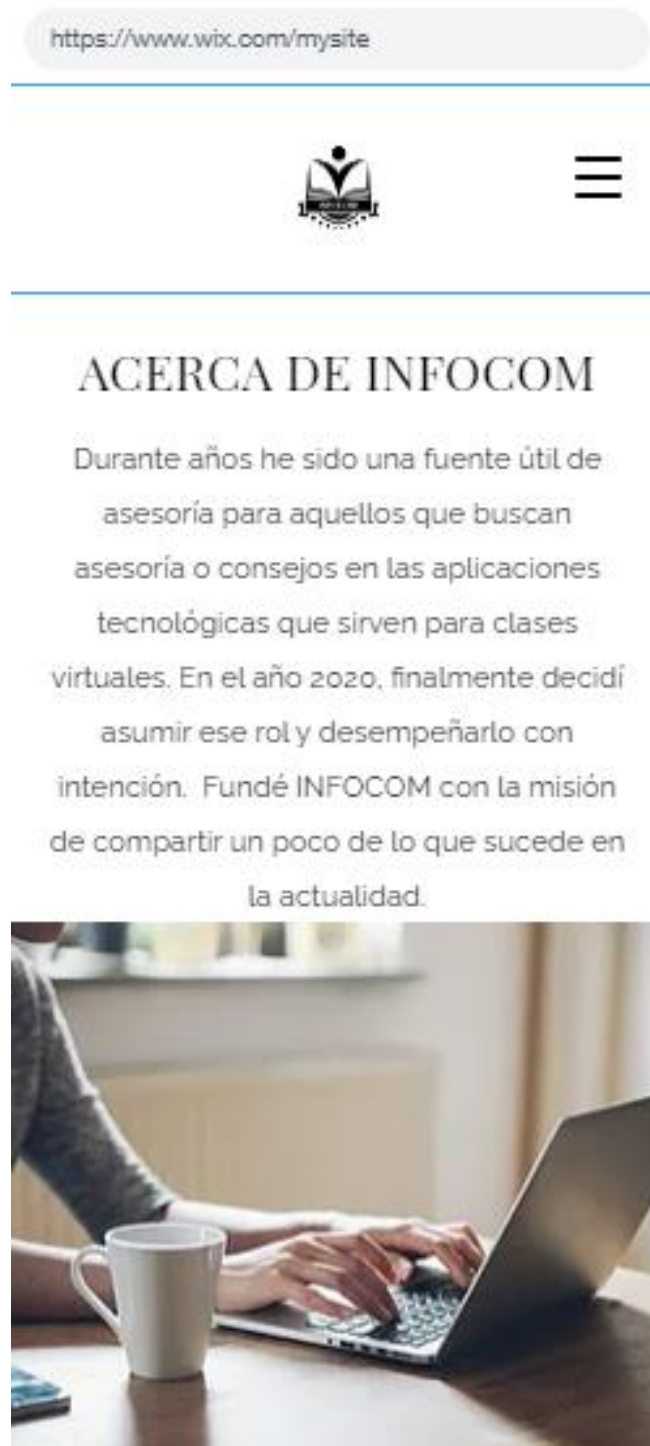 https://www.wix.com/mysite
INFOCOM
ACERCA DE INFOCOM
Durante años he sido una fuente útil de
asesoría para aquellos que buscan
asesoría o consejos en las aplicaciones
tecnológicas que sirven para clases
virtuales. En el año 2020, finalmente decidí
asumir ese rol y desempeñarlo con
intención.  Fundé INFOCOM con la misión
de compartir un poco de lo que sucede en
la actualidad.